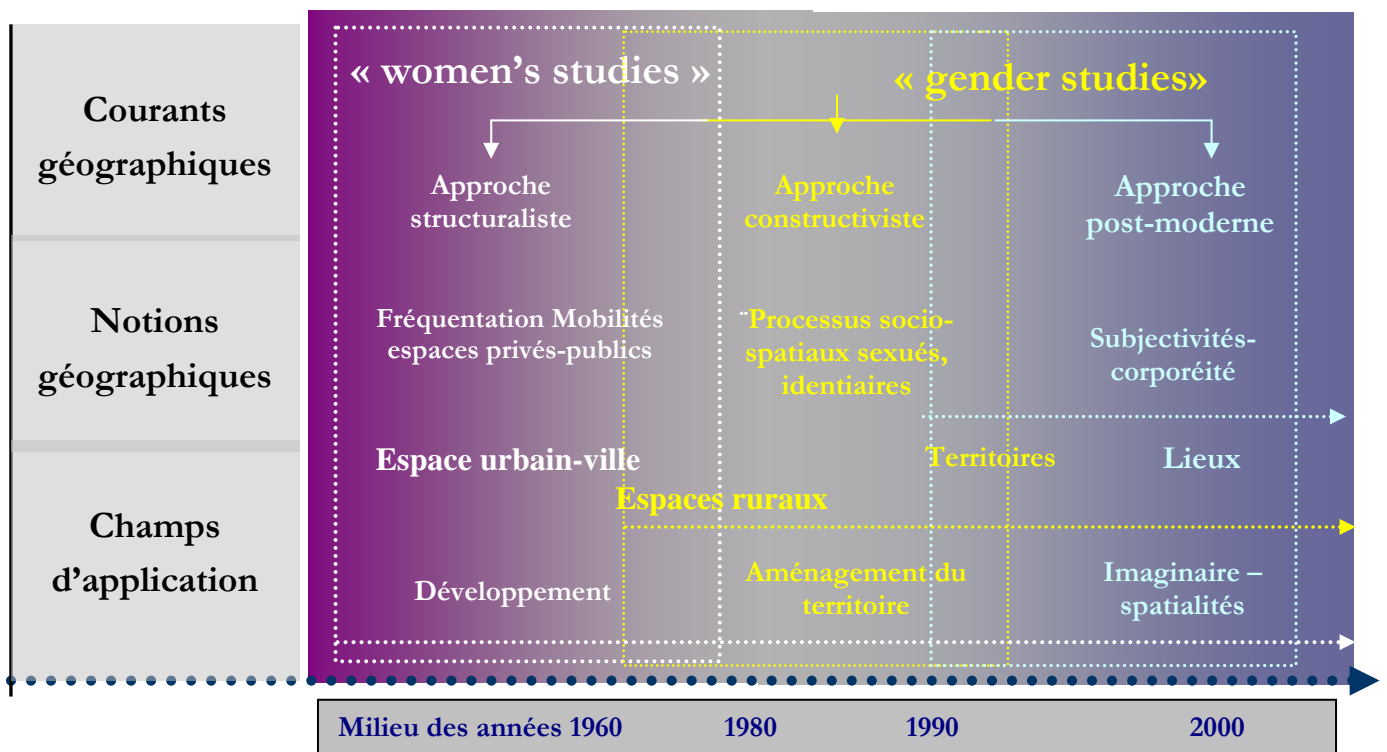 « women's studies »
« gender studies»
Courants
géographiques
Approche
structuraliste
Approche
constructiviste
Approche
post-moderne
Notions
géographiques
Fréquentation Mobilités
espaces privés-publics
¨Processus socio-
spatiaux sexués,
identiaires
Subjectivités-
corporéité
Espace urbain-ville
Territoires
Lieux
Espaces ruraux
Champs
d'application
Développement
Aménagement du
territoire
Imaginaire –
spatialités
Milieu des années 1960
1980
1990
2000